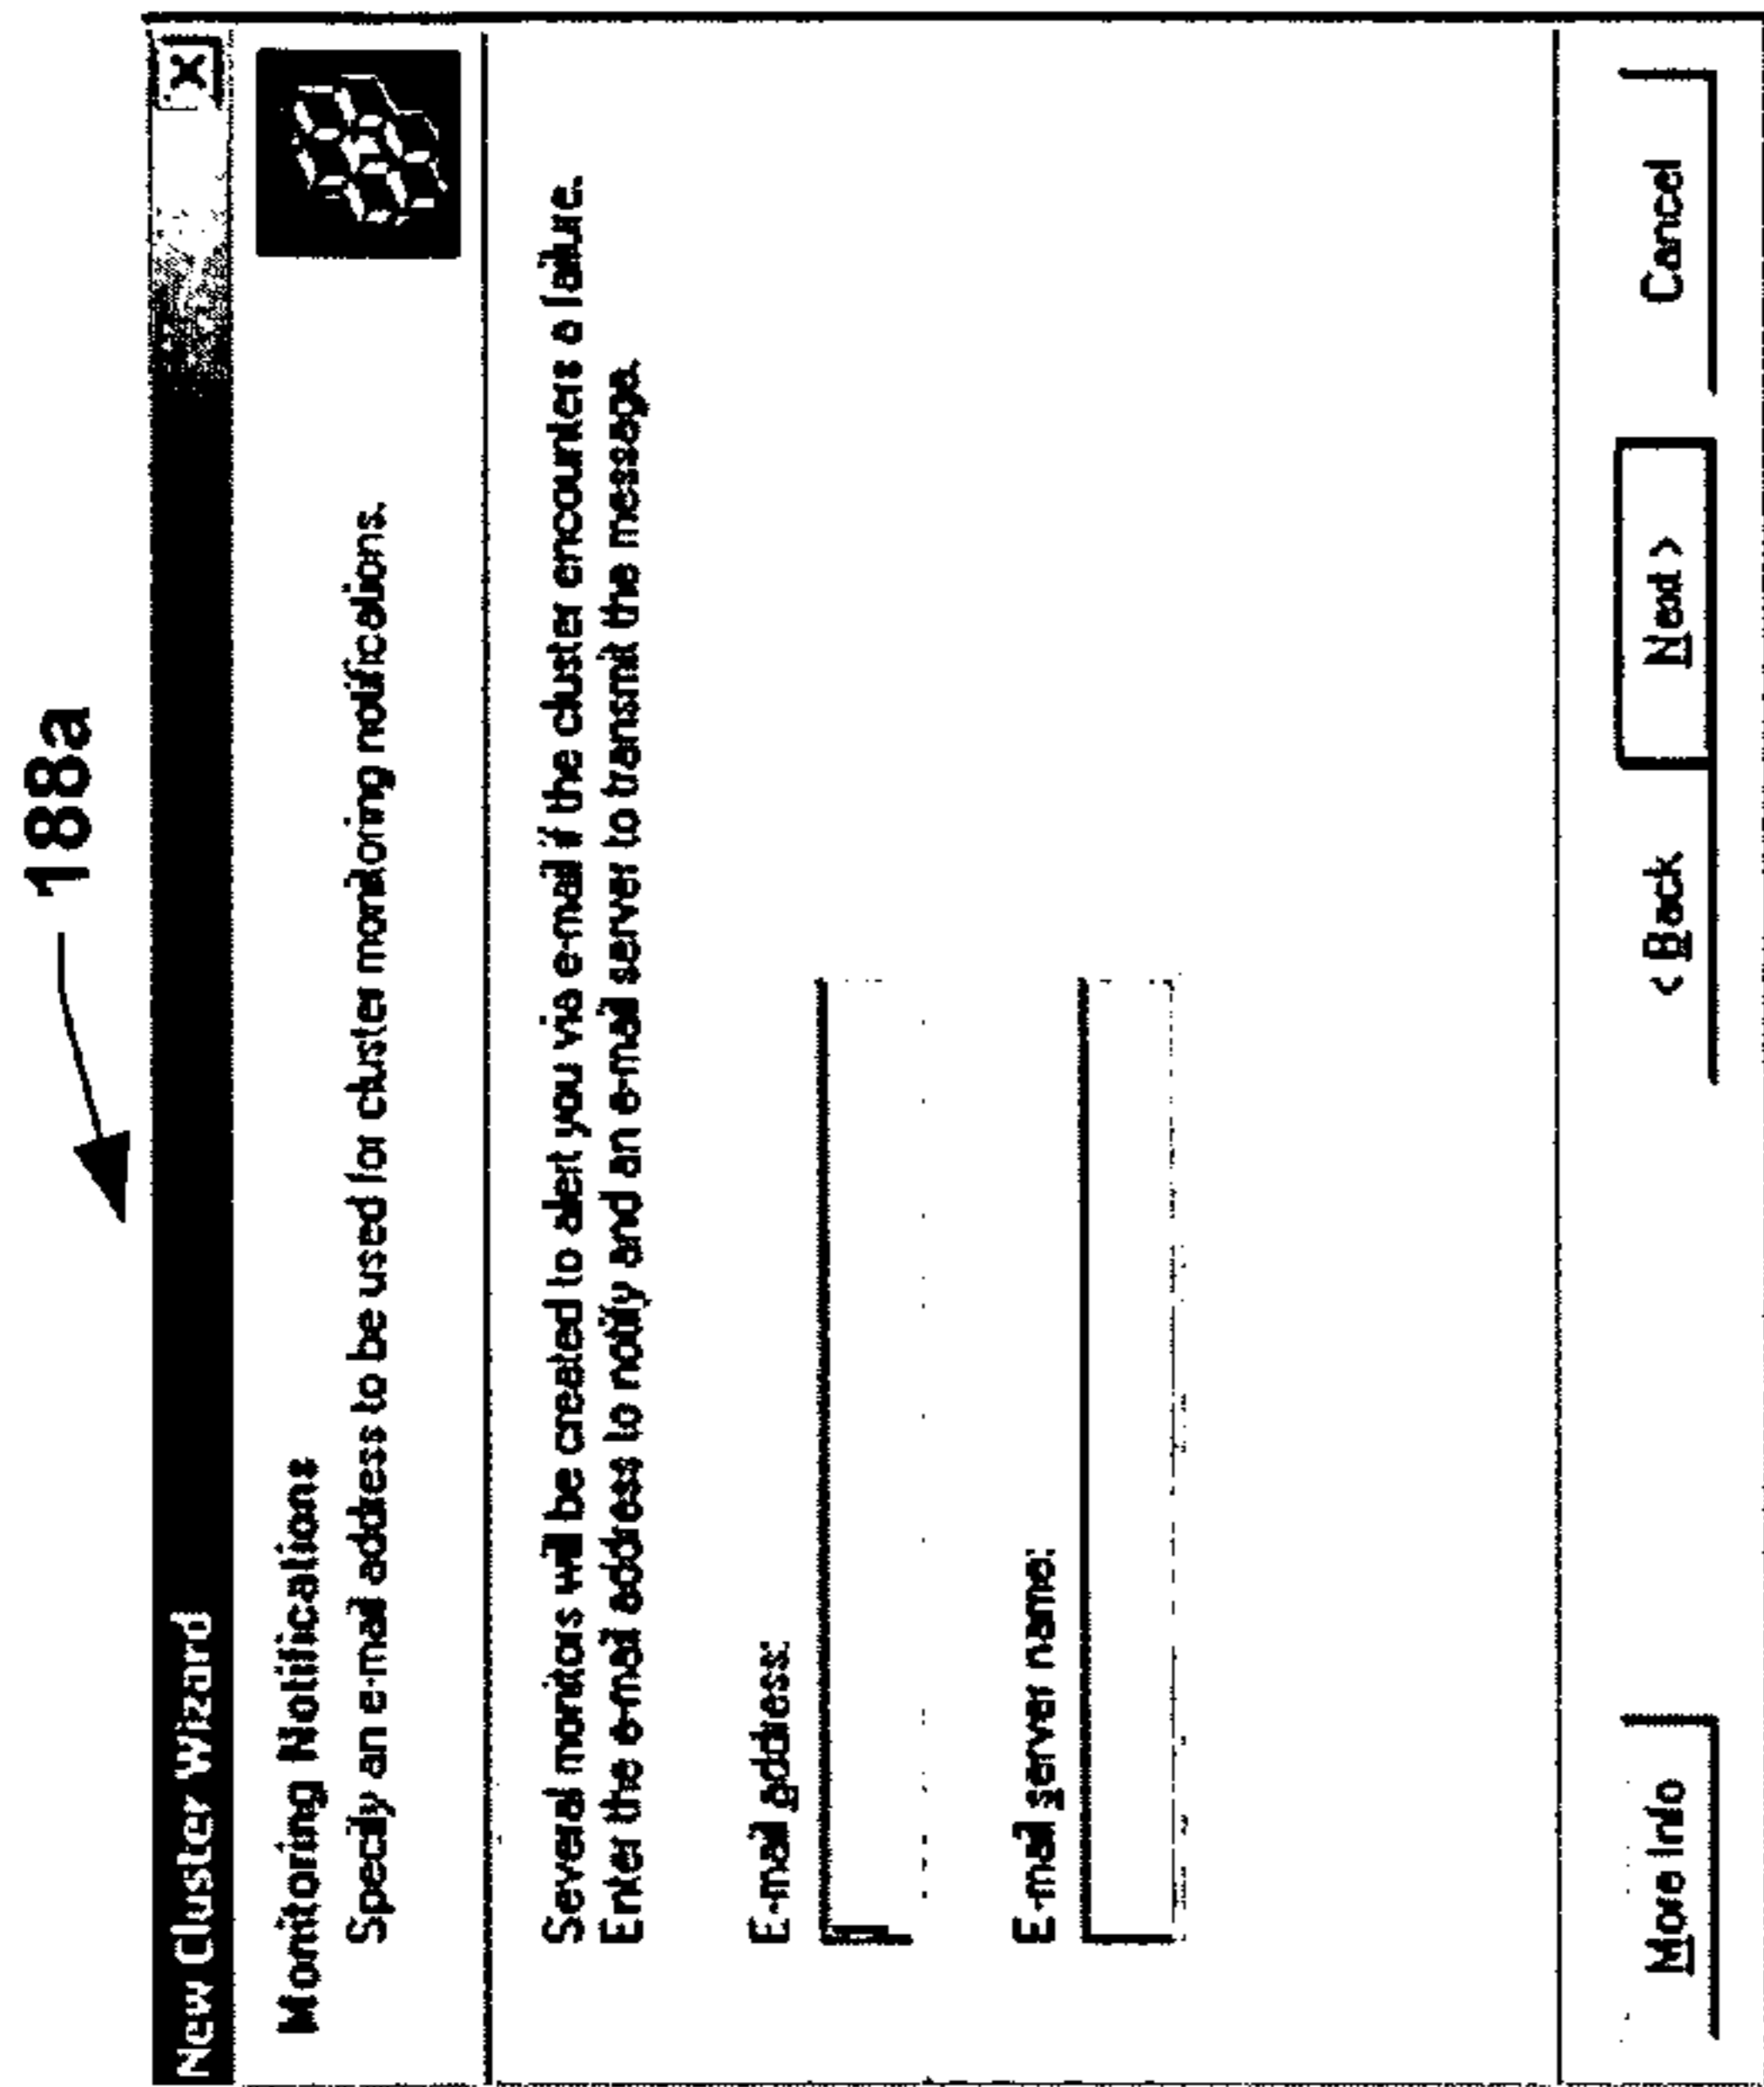 188a
New Cluster Wizard
Monitoring Notifications
Specify an e-mail address to be used for cluster monitoring notifications.
Several monitors will be created to alert you via e-mail if the cluster encounters a failure.
Enter the e-mail address to notify and an e-mail server to transmit the message.
E-mail address:
E-mail server name:
More Info
< Back
Next >
Cancel